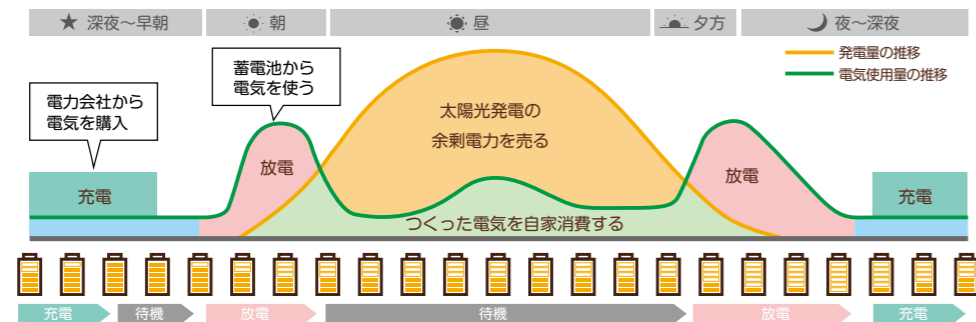 ★ 深夜〜早朝
朝
昼
夕方
夜〜深夜
発電量の推移
電気使用量の推移
蓄電池から
電気を使う
電力会社から
電気を購入
太陽光発電の
余剰電力を売る
放電
放電
充電
充電
つくった電気を自家消費する
充電
待機
放電
待機
放電
充電